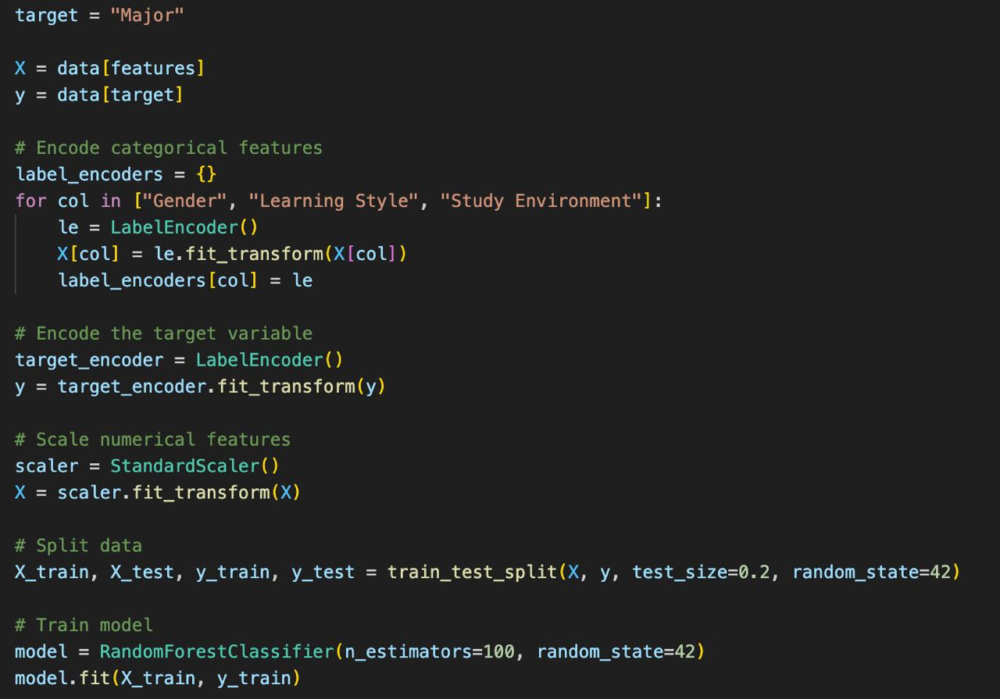 target = "Major"
X = data[features]
y = data[target]
# Encode categorical features
label_encoders = {}
for col in ["Gender", "Learning Style", "Study Environment"]:
    le = LabelEncoder()
    X[col] = le.fit_transform(X[col])
    label_encoders[col] = le
# Encode the target variable
target_encoder = LabelEncoder()
y = target_encoder.fit_transform(y)
# Scale numerical features
scaler = StandardScaler()
X = scaler.fit_transform(X)
# Split data
X_train, X_test, y_train, y_test = train_test_split(X, y, test_size=0.2, random_state=42)
# Train model
model = RandomForestClassifier(n_estimators=100, random_state=42)
model.fit(X_train, y_train)